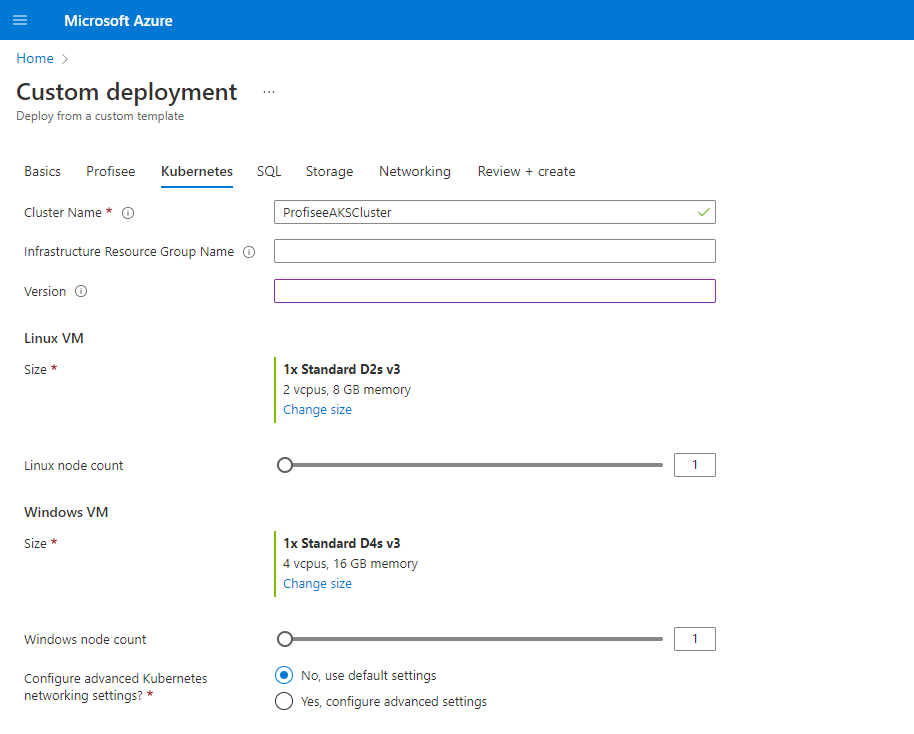 Microsoft Azure
Home
Custom deployment ...
Deploy from a custom template
Basics Profisee Kubernetes SQL Storage Networking Review + create
Cluster Name * ProfiseeAKSCluster
Infrastructure Resource Group Name
Version
Linux VM
Size * 1x Standard D2s v3
2 vcpus, 8 GB memory
Change size
Linux node count 1
Windows VM
Size * 1x Standard D4s v3
4 vcpus, 16 GB memory
Change size
Windows node count 1
Configure advanced Kubernetes
networking settings? *
No, use default settings
Yes, configure advanced settings